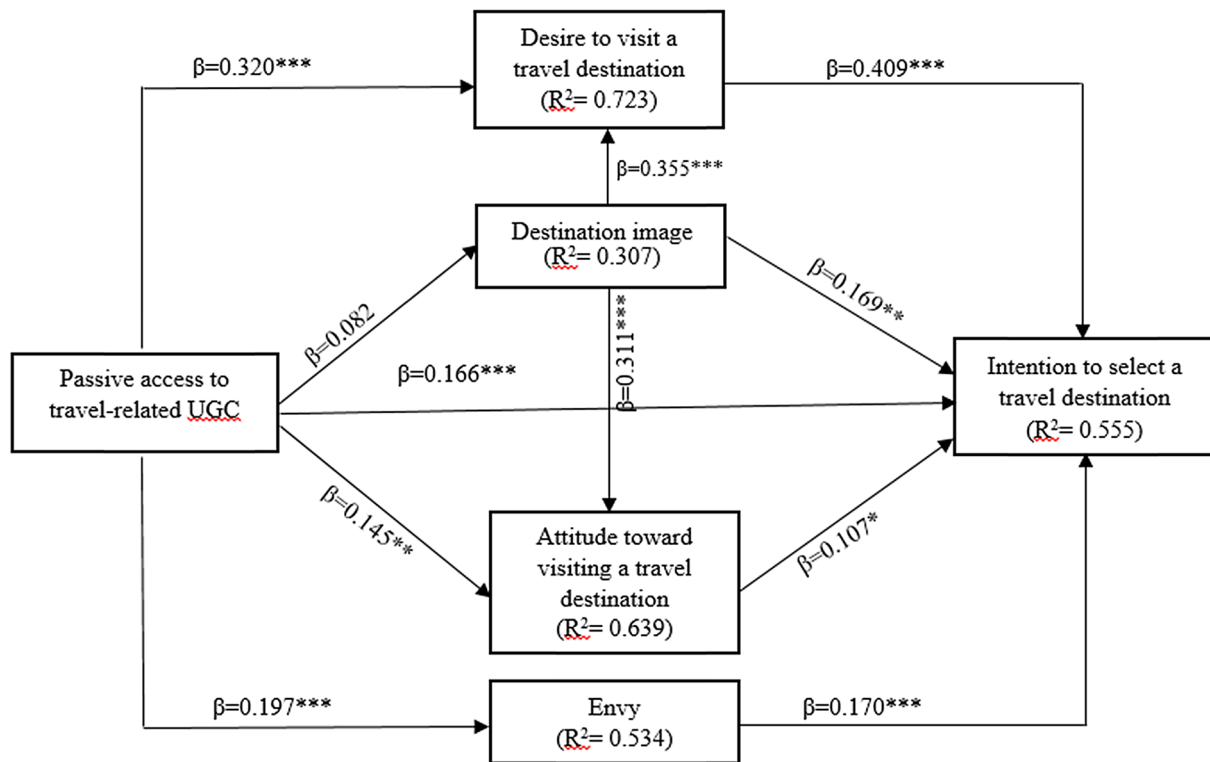 Desire to visit a
travel destination
(R²= 0.723)
β=0.320***
β=0.409***
β=0.355***
Destination image
(R²= 0.307)
β=0.082
β=0.169**
β=0.311***
Passive access to
travel-related UGC
β=0.166***
Intention to select a
travel destination
(R²= 0.555)
β=0.145**
β=0.107*
Attitude toward
visiting a travel
destination
(R²= 0.639)
β=0.197***
Envy
(R²= 0.534)
β=0.170***